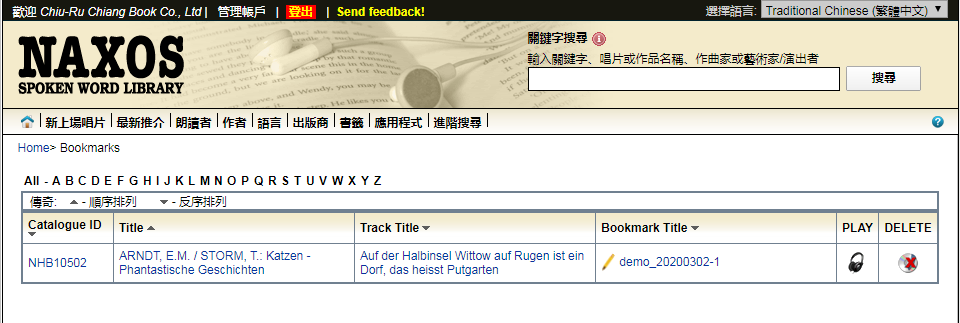 歡迎 Chiu-Ru Chiang Book Co., Ltd | 管理帳戶 | 登出 | Send feedback! 選擇語言: Traditional Chinese (繁體中文)
NAXOS
SPOKEN WORD LIBRARY
關鍵字搜尋
輸入關鍵字、唱片或作品名稱、作曲家或藝術家/演出者
搜尋
新上場唱片 | 最新推介 | 朗讀者 | 作者 | 語言 | 出版商 | 書籤 | 應用程式 | 進階搜尋 |
Home> Bookmarks
All - A B C D E F G H I J K L M N O P Q R S T U V W X Y Z
傳奇: - 順序排列 - 反序排列
Catalogue ID Title Track Title Bookmark Title PLAY DELETE
NHB10502 ARNDT, E.M. / STORM, T.: Katzen - Phantastische Geschichten
Auf der Halbinsel Wittow auf Rugen ist ein
Dorf, das heisst Putgarten
demo_20200302-1